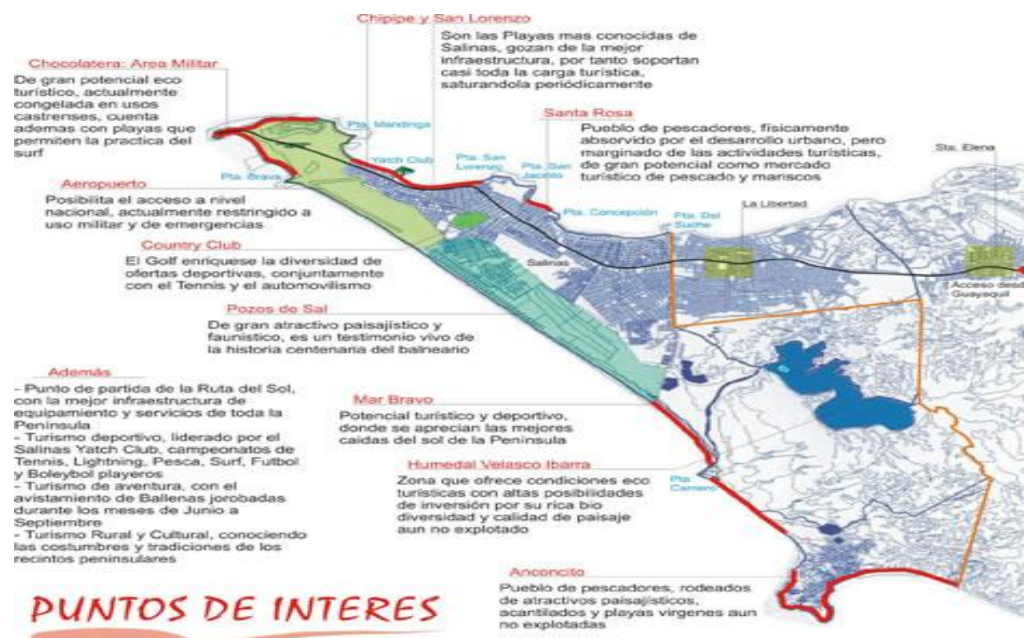 Chipipe y San Lorenzo
Son las Playas mas conocidas de
Salinas, gozan de la mejor
infraestructura, por tanto soportan
casi toda la carga turística,
saturandola periódicamente
Chocolatera: Area Militar
De gran potencial eco
turístico, actualmente
congelada en usos
castrenses, cuenta
ademas con playas que
permiten la practica del
surf
Santa Rosa
Pueblo de pescadores, físicamente
absorvido por el desarrollo urbano, pero
marginado de las actividades turísticas,
de gran potencial como mercado
turístico de pescado y mariscos
Pta. Mandinga
Yatch Club
Pta. San
Lorenzo
Pta. San
Jacinto
Pta. Brava
Pta. Concepción
Pta. Del
Suche
La Libertad
Sta. Elena
Salinas
Acceso desd
Guayaquil
Aeropuerto
Posibilita el acceso a nivel
nacional, actualmente restringido a
uso militar y de emergencias
Country Club
El Golf enriquese la diversidad de
ofertas deportivas, conjuntamente
con el Tennis y el automovilismo
Pozos de Sal
De gran atractivo paisajístico y
faunistico, es un testimonio vivo de
la historia centenaria del balneario
Además
- Punto de partida de la Ruta del Sol,
con la mejor infraestructura de
equipamiento y servicios de toda la
Península
- Turismo deportivo, liderado por el
Salinas Yatch Club, campeonatos de
Tennis, Lightning, Pesca, Surf, Futbol
y Boleybol playeros
- Turismo de aventura, con el
avistamiento de Ballenas jorobadas
durante los meses de Junio a
Septiembre
- Turismo Rural y Cultural, conociendo
las costumbres y tradiciones de los
recintos peninsulares
Mar Bravo
Potencial turístico y deportivo,
donde se aprecian las mejores
caidas del sol de la Península
Humedal Velasco Ibarra
Zona que ofrece condiciones eco
turísticas con altas posibilidades
de inversión por su rica bio
diversidad y calidad de paisaje
aun no explotado
Pta
Carnero
Anconcito
Pueblo de pescadores, rodeados
de atractivos paisajísticos,
acantilados y playas vírgenes aun
no explotadas
PUNTOS DE INTERES